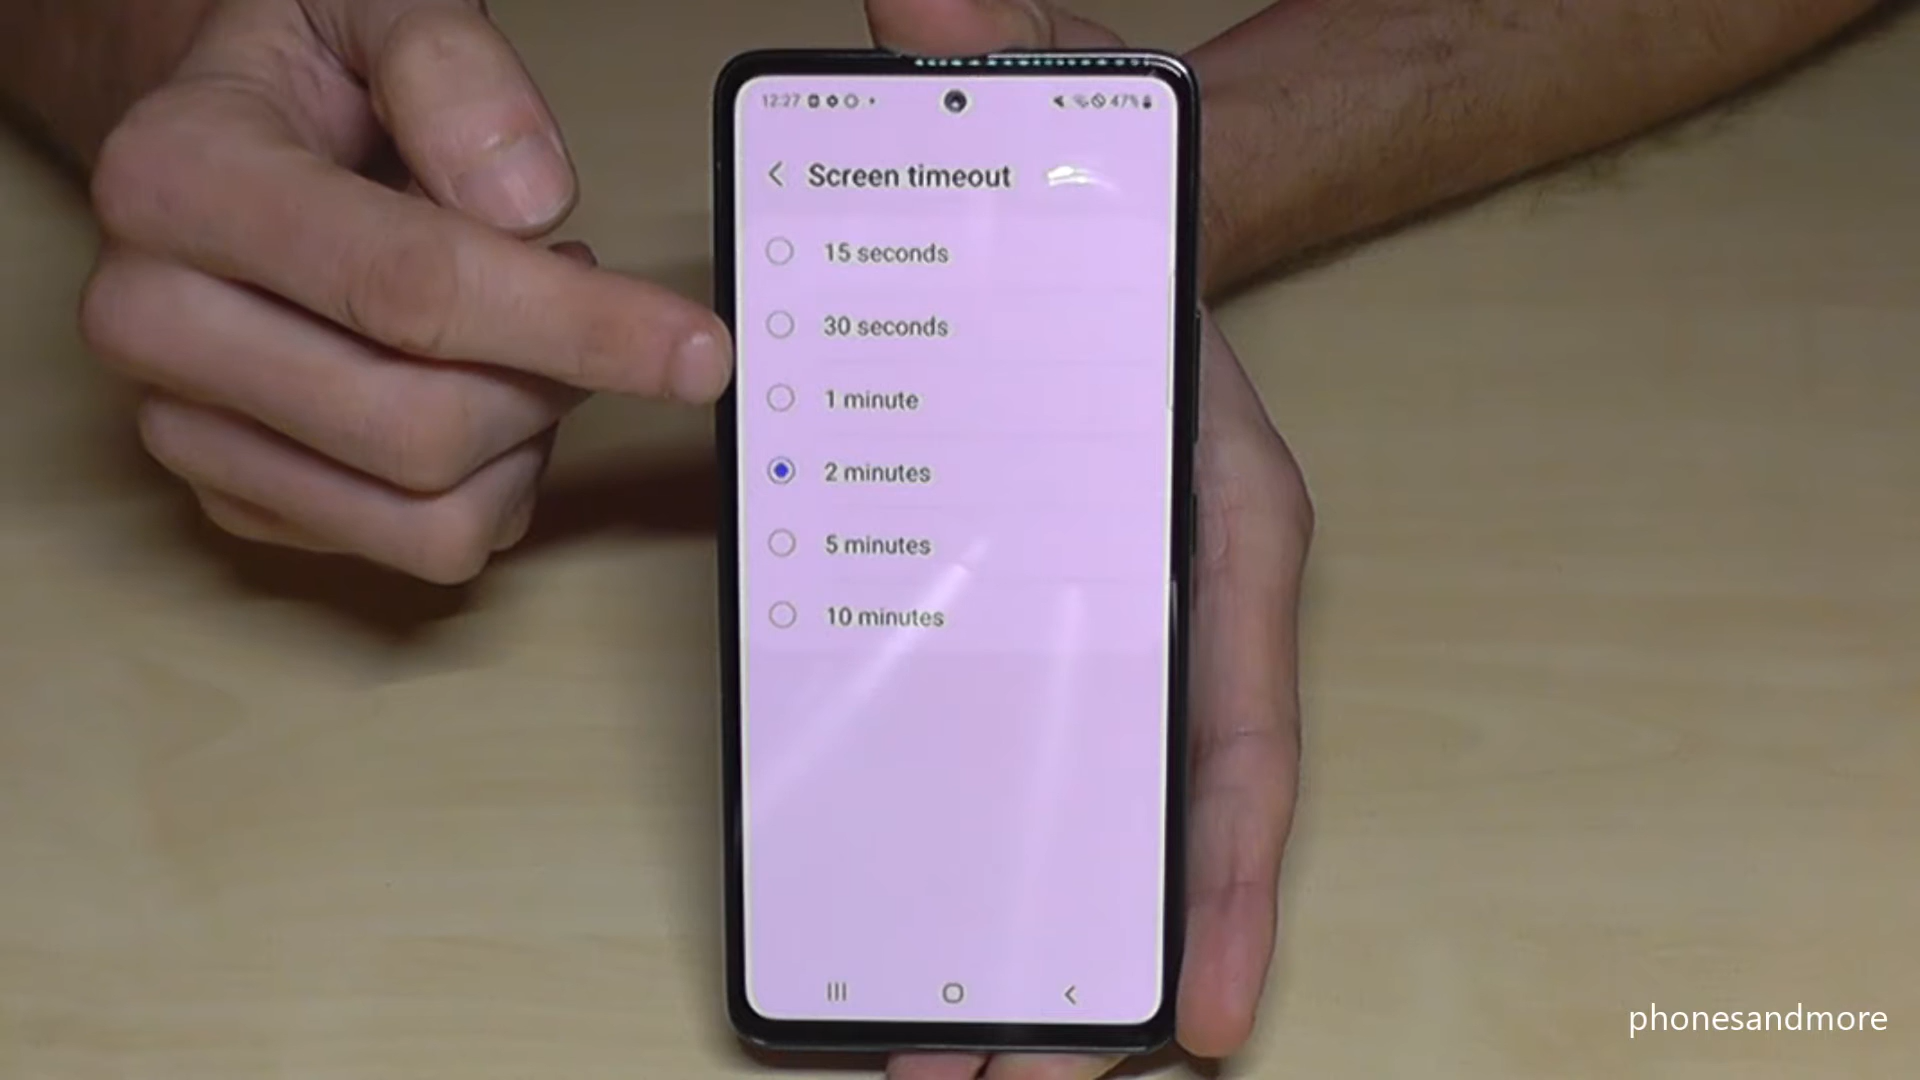 12:27 47%
Screen timeout
15 seconds
30 seconds
1 minute
2 minutes
5 minutes
10 minutes
phonesandmore